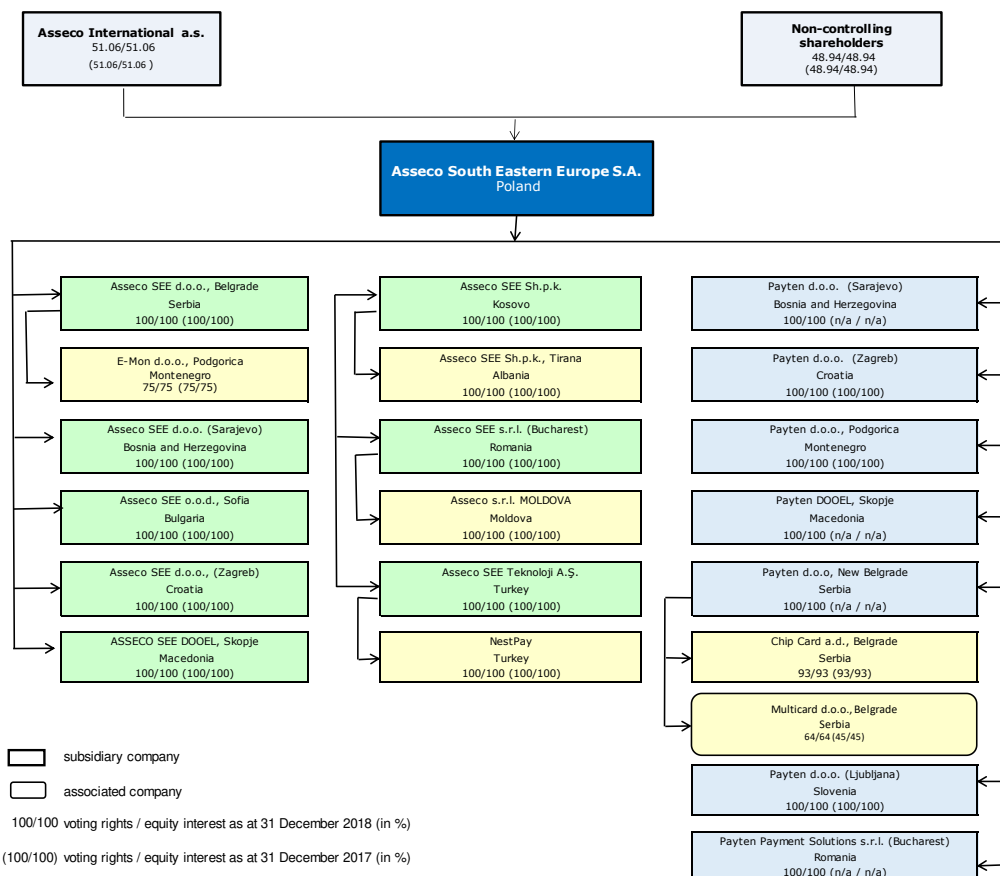 Asseco International a.s.
51.06/51.06
(51.06/51.06 )
Non-controlling
shareholders
48.94/48.94
(48.94/48.94)
Asseco South Eastern Europe S.A.
Poland
Asseco SEE d.o.o., Belgrade
Serbia
100/100 (100/100)
E-Mon d.o.o., Podgorica
Montenegro
75/75 (75/75)
Asseco SEE d.o.o. (Sarajevo)
Bosnia and Herzegovina
100/100 (100/100)
Asseco SEE o.o.d., Sofia
Bulgaria
100/100 (100/100)
Asseco SEE d.o.o., (Zagreb)
Croatia
100/100 (100/100)
ASSECO SEE DOOEL, Skopje
Macedonia
100/100 (100/100)
Asseco SEE Sh.p.k.
Kosovo
100/100 (100/100)
Asseco SEE Sh.p.k., Tirana
Albania
100/100 (100/100)
Asseco SEE s.r.l. (Bucharest)
Romania
100/100 (100/100)
Asseco s.r.l. MOLDOVA
Moldova
100/100 (100/100)
Asseco SEE Teknoloji A.Ş.
Turkey
100/100 (100/100)
NestPay
Turkey
100/100 (100/100)
Payten d.o.o. (Sarajevo)
Bosnia and Herzegovina
100/100 (n/a / n/a)
Payten d.o.o. (Zagreb)
Croatia
100/100 (100/100)
Payten d.o.o., Podgorica
Montenegro
100/100 (100/100)
Payten DOOEL, Skopje
Macedonia
100/100 (n/a / n/a)
Payten d.o.o, New Belgrade
Serbia
100/100 (n/a / n/a)
Chip Card a.d., Belgrade
Serbia
93/93 (93/93)
Multicard d.o.o., Belgrade
Serbia
64/64 (45/45)
Payten d.o.o. (Ljubljana)
Slovenia
100/100 (100/100)
Payten Payment Solutions s.r.l. (Bucharest)
Romania
100/100 (n/a / n/a)
subsidiary company
associated company
100/100 voting rights / equity interest as at 31 December 2018 (in %)
(100/100) voting rights / equity interest as at 31 December 2017 (in %)